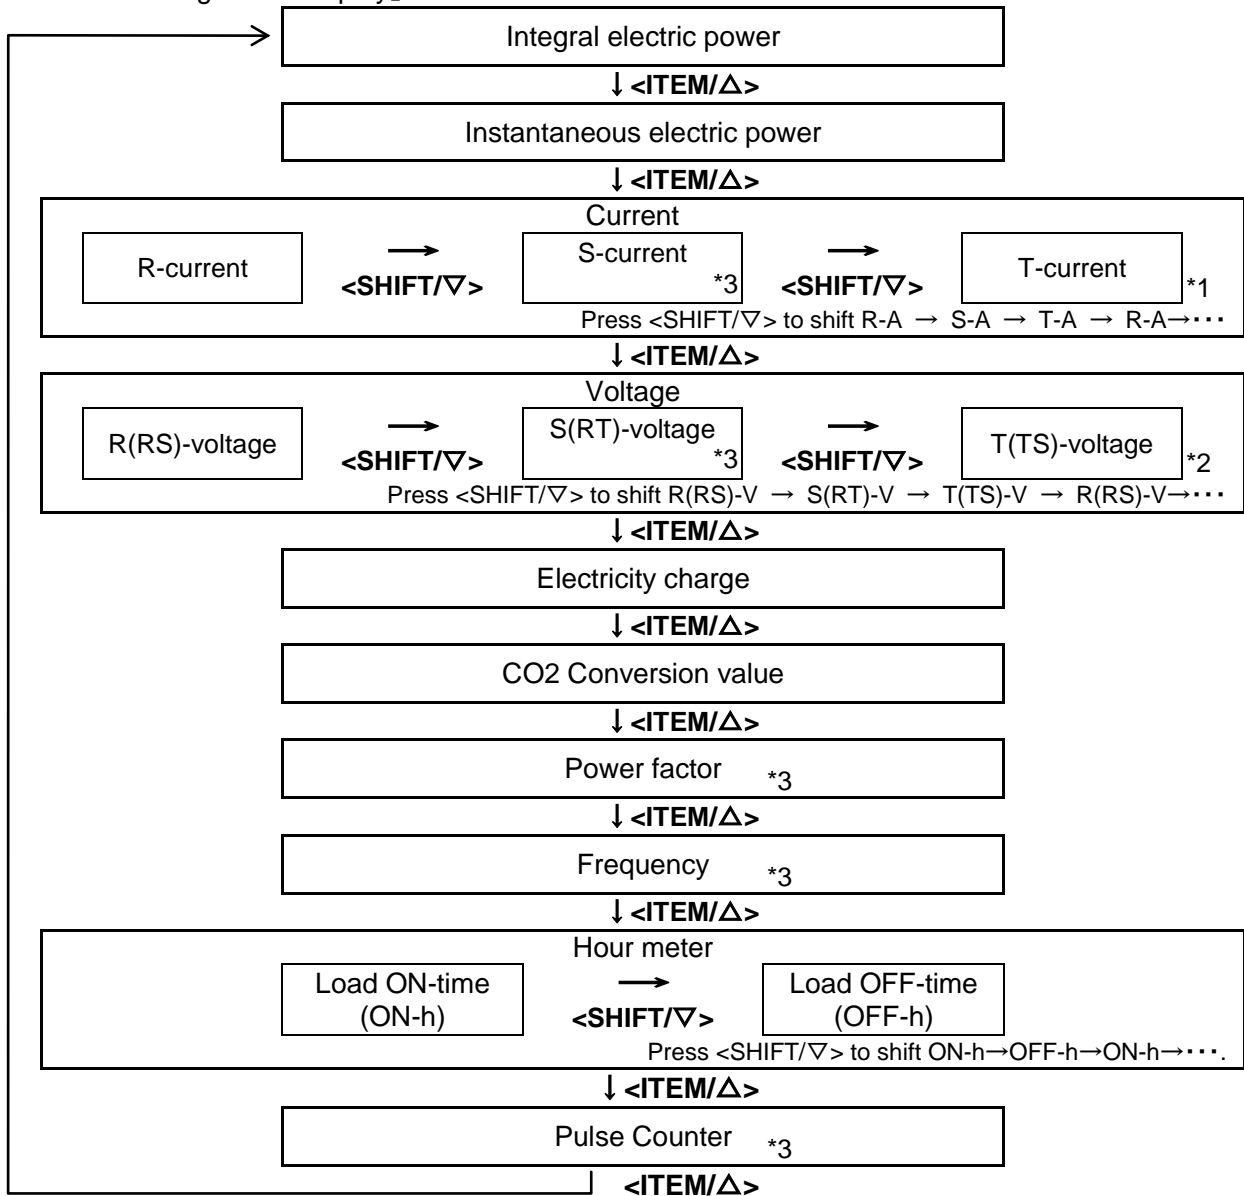 Integral electric power
↓<ITEM/△>
Instantaneous electric power
↓<ITEM/△>
Current
R-current → <SHIFT/▽> S-current *3 → <SHIFT/▽> T-current *1
Press <SHIFT/▽> to shift R-A → S-A → T-A → R-A→・・・
↓<ITEM/△>
Voltage
R(RS)-voltage → <SHIFT/▽> S(RT)-voltage *3 → <SHIFT/▽> T(TS)-voltage *2
Press <SHIFT/▽> to shift R(RS)-V → S(RT)-V → T(TS)-V → R(RS)-V→・・・
↓<ITEM/△>
Electricity charge
↓<ITEM/△>
CO2 Conversion value
↓<ITEM/△>
Power factor *3
↓<ITEM/△>
Frequency *3
↓<ITEM/△>
Hour meter
Load ON-time (ON-h) → <SHIFT/▽> Load OFF-time (OFF-h)
Press <SHIFT/▽> to shift ON-h→OFF-h→ON-h→・・・.
↓<ITEM/△>
Pulse Counter *3
<ITEM/△>